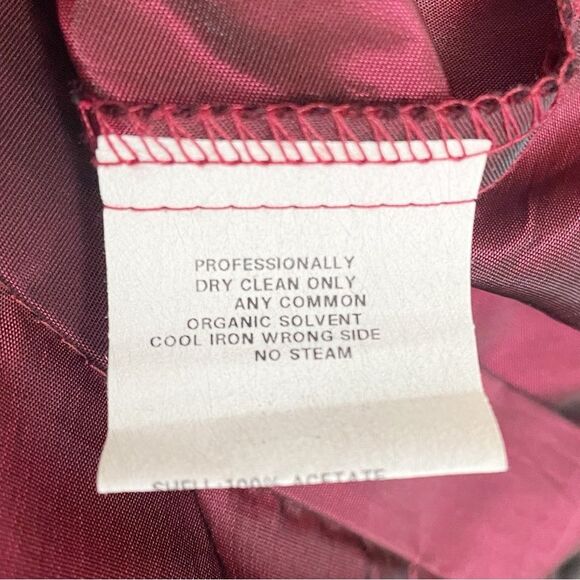 PROFESSIONALLY
DRY CLEAN ONLY
ANY COMMON
ORGANIC SOLVENT
COOL IRON WRONG SIDE
NO STEAM
SHELL:100% ACETATE